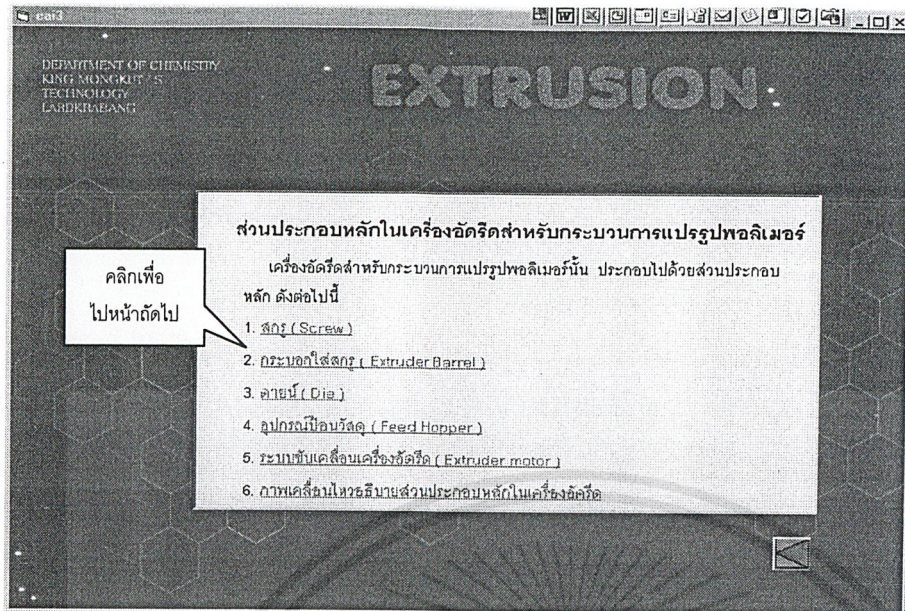 cai3
DEPARTMENT OF CHEMISTRY
KING MONGKUT ' S
TECHNOLOGY
LARDKRABANG
EXTRUSION
ส่วนประกอบหลักในเครื่องอัดรีดสำหรับกระบวนการแปรรูปพอลิเมอร์
เครื่องอัดรีดสำหรับกระบวนการแปรรูปพอลิเมอร์นั้น ประกอบไปด้วยส่วนประกอบ
หลัก ดังต่อไปนี้
คลิกเพื่อ
ไปหน้าถัดไป
1. สกรู ( Screw )
2. กระบอกใส่สกรู ( Extruder Barrel )
3. ดายน์ ( Die )
4. อุปกรณ์ป้อนวัสดุ ( Feed Hopper )
5. ระบบขับเคลื่อนเครื่องอัดรีด ( Extruder motor )
6. ภาพเคลื่อนไหวอธิบายส่วนประกอบหลักในเครื่องอัดรีด